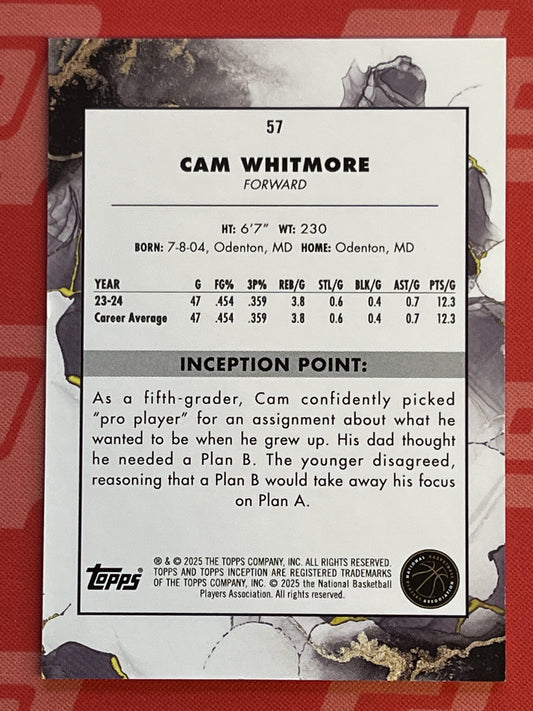 57
CAM WHITMORE
FORWARD
HT: 6'7" WT: 230
BORN: 7-8-04, Odenton, MD HOME: Odenton, MD
YEAR G FG% 3P% REB/G STL/G BLK/G AST/G PTS/G
23-24 47 .454 .359 3.8 0.6 0.4 0.7 12.3
Career Average 47 .454 .359 3.8 0.6 0.4 0.7 12.3
INCEPTION POINT:
As a fifth-grader, Cam confidently picked
"pro player" for an assignment about what he
wanted to be when he grew up. His dad thought
he needed a Plan B. The younger disagreed,
reasoning that a Plan B would take away his focus
on Plan A.
topps®
® & © 2025 THE TOPPS COMPANY, INC. ALL RIGHTS RESERVED.
TOPPS AND TOPPS INCEPTION ARE REGISTERED TRADEMARKS
OF THE TOPPS COMPANY, INC. © 2025 the National Basketball
Players Association. All rights reserved.
NATIONAL BASKETBALL
PLAYERS ASSOCIATION